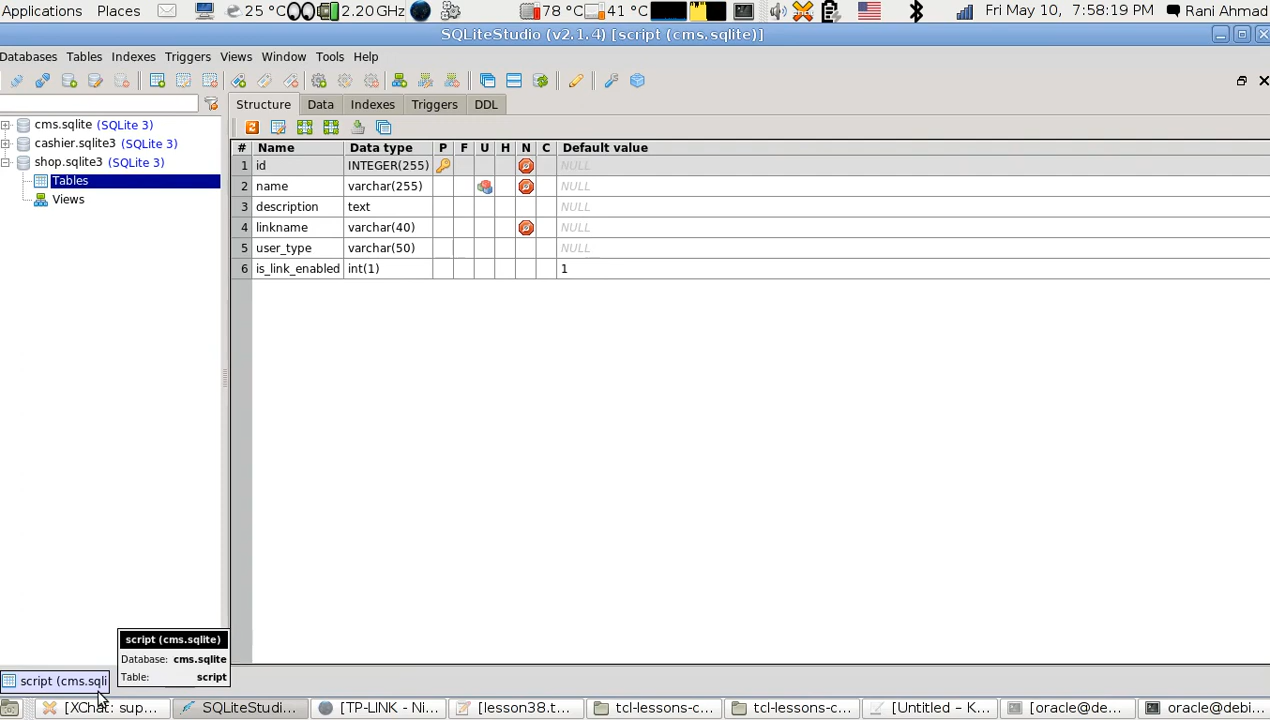 Applications Places 25 °C 2.20 GHz 78 °C 41 °C Fri May 10, 7:58:19 PM Rani Ahmad
SQLiteStudio (v2.1.4) [script (cms.sqlite)]
Databases Tables Indexes Triggers Views Window Tools Help
Structure Data Indexes Triggers DDL
cms.sqlite (SQLite 3)
cashier.sqlite3 (SQLite 3)
shop.sqlite3 (SQLite 3)
Tables
Views
# Name Data type P F U H N C Default value
1 id INTEGER(255) NULL
2 name varchar(255) NULL
3 description text NULL
4 linkname varchar(40) NULL
5 user_type varchar(50) NULL
6 is_link_enabled int(1) 1
script (cms.sqlite)
Database: cms.sqlite
Table: script
script (cms.sqli
[XChat: sup... SQLiteStudi... [TP-LINK - Ni... [lesson38.t... tcl-lessons-c... tcl-lessons-c... [Untitled – K... [oracle@de... oracle@debi...